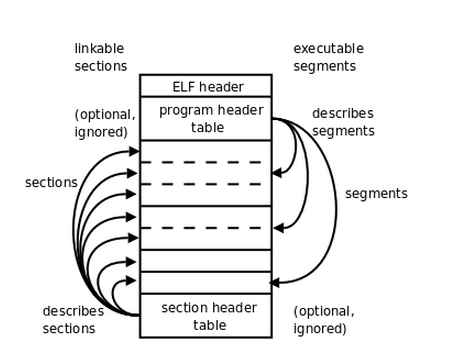 linkable
sections
executable
segments
ELF header
(optional,
ignored)
program header
table
describes
segments
sections
segments
describes
sections
section header
table
(optional,
ignored)